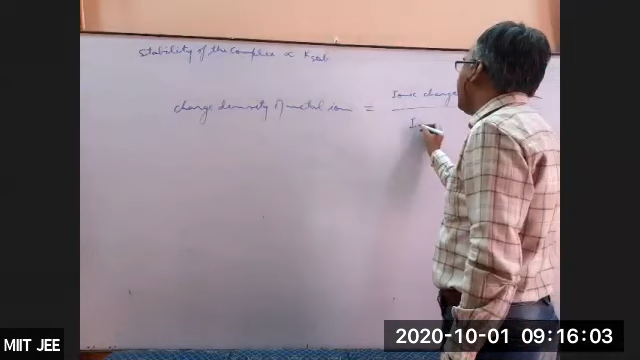 Stability of the complex ∝ Kstab
charge density of metal ion = Ionic charge
I
MIIT JEE
2020-10-01 09:16:03